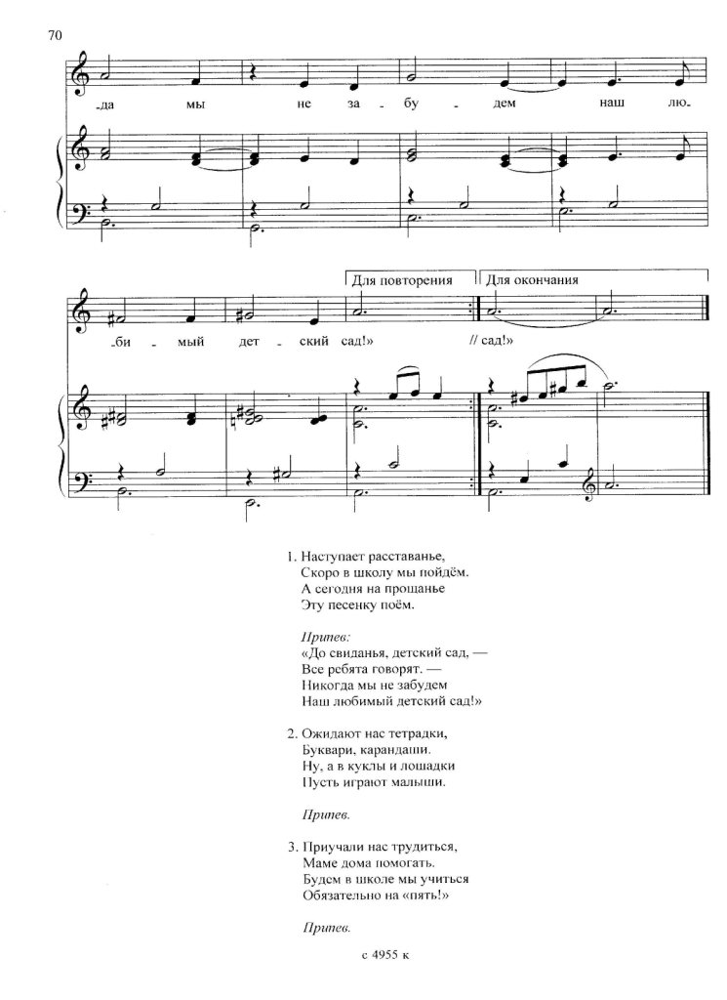 70
-да мы не за - бу - дем наш лю-
Для повторения Для окончания
-би - мый дет - ский сад!» // сад!»
1. Наступает расставанье,
Скоро в школу мы пойдём.
А сегодня на прощанье
Эту песенку поём.
Припев:
«До свиданья, детский сад, —
Все ребята говорят. —
Никогда мы не забудем
Наш любимый детский сад!»
2. Ожидают нас тетрадки,
Буквари, карандаши.
Ну, а в куклы и лошадки
Пусть играют малыши.
Припев.
3. Приучали нас трудиться,
Маме дома помогать.
Будем в школе мы учиться
Обязательно на «пять!»
Припев.
с 4955 к